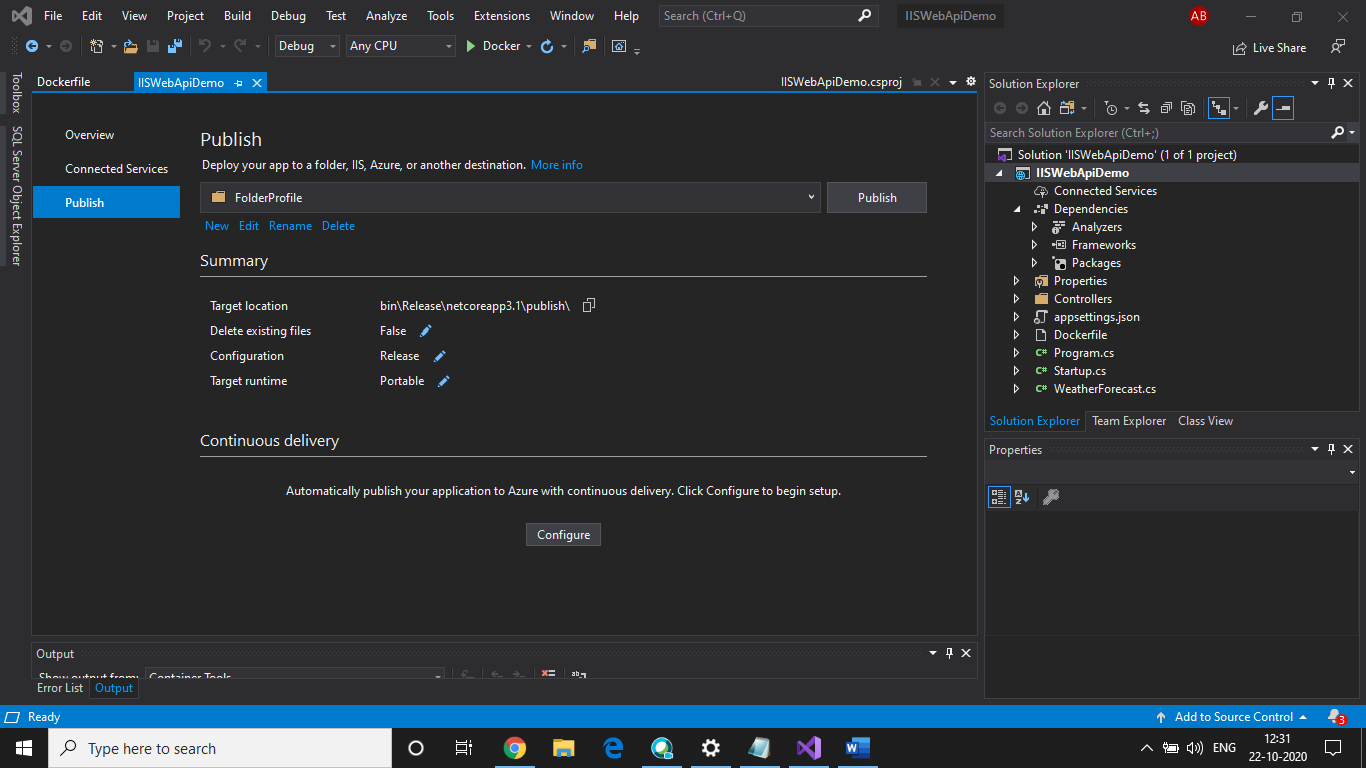 File Edit View Project Build Debug Test Analyze Tools Extensions Window Help Search (Ctrl+Q) IISWebApiDemo AB
Debug Any CPU Docker Live Share
Toolbox
SQL Server Object Explorer
Dockerfile IISWebApiDemo IISWebApiDemo.csproj
Overview
Connected Services
Publish
Publish
Deploy your app to a folder, IIS, Azure, or another destination. More info
FolderProfile Publish
New Edit Rename Delete
Summary
Target location bin\Release\netcoreapp3.1\publish\
Delete existing files False
Configuration Release
Target runtime Portable
Continuous delivery
Automatically publish your application to Azure with continuous delivery. Click Configure to begin setup.
Configure
Output
Show output from: Container Tools
Error List Output
Solution Explorer
Search Solution Explorer (Ctrl+;)
Solution 'IISWebApiDemo' (1 of 1 project)
IISWebApiDemo
Connected Services
Dependencies
Analyzers
Frameworks
Packages
Properties
Controllers
appsettings.json
Dockerfile
C# Program.cs
C# Startup.cs
C# WeatherForecast.cs
Solution Explorer Team Explorer Class View
Properties
Ready Add to Source Control 3
Type here to search ENG 12:31
22-10-2020